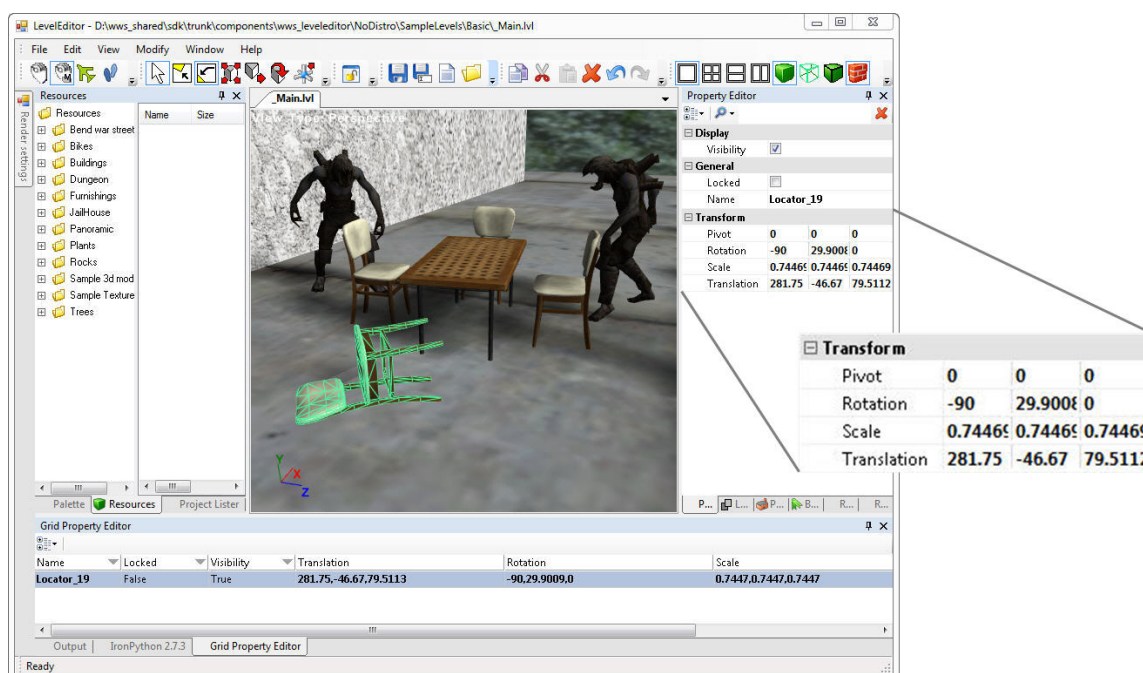 LevelEditor - D:\wws_shared\sdk\trunk\components\wws_leveleditor\NoDistro\SampleLevels\Basic\_Main.lvl
File Edit View Modify Window Help
Render settings
Resources
Resources
Bend war street
Bikes
Buildings
Dungeon
Furnishings
JailHouse
Panoramic
Plants
Rocks
Sample 3d mod
Sample Texture
Trees
Name Size
Palette Resources Project Lister
_Main.lvl
View Type: Perspective
Y
X
Z
Property Editor
Display
Visibility
General
Locked
Name Locator_19
Transform
Pivot 0 0 0
Rotation -90 29.9008 0
Scale 0.74469 0.74469 0.74469
Translation 281.75 -46.67 79.5112
P... L... P... B... R... R...
Transform
Pivot 0 0 0
Rotation -90 29.9008 0
Scale 0.74469 0.74469 0.74469
Translation 281.75 -46.67 79.5112
Grid Property Editor
Name Locked Visibility Translation Rotation Scale
Locator_19 False True 281.75,-46.67,79.5113 -90,29.9009,0 0.7447,0.7447,0.7447
Output IronPython 2.7.3 Grid Property Editor
Ready